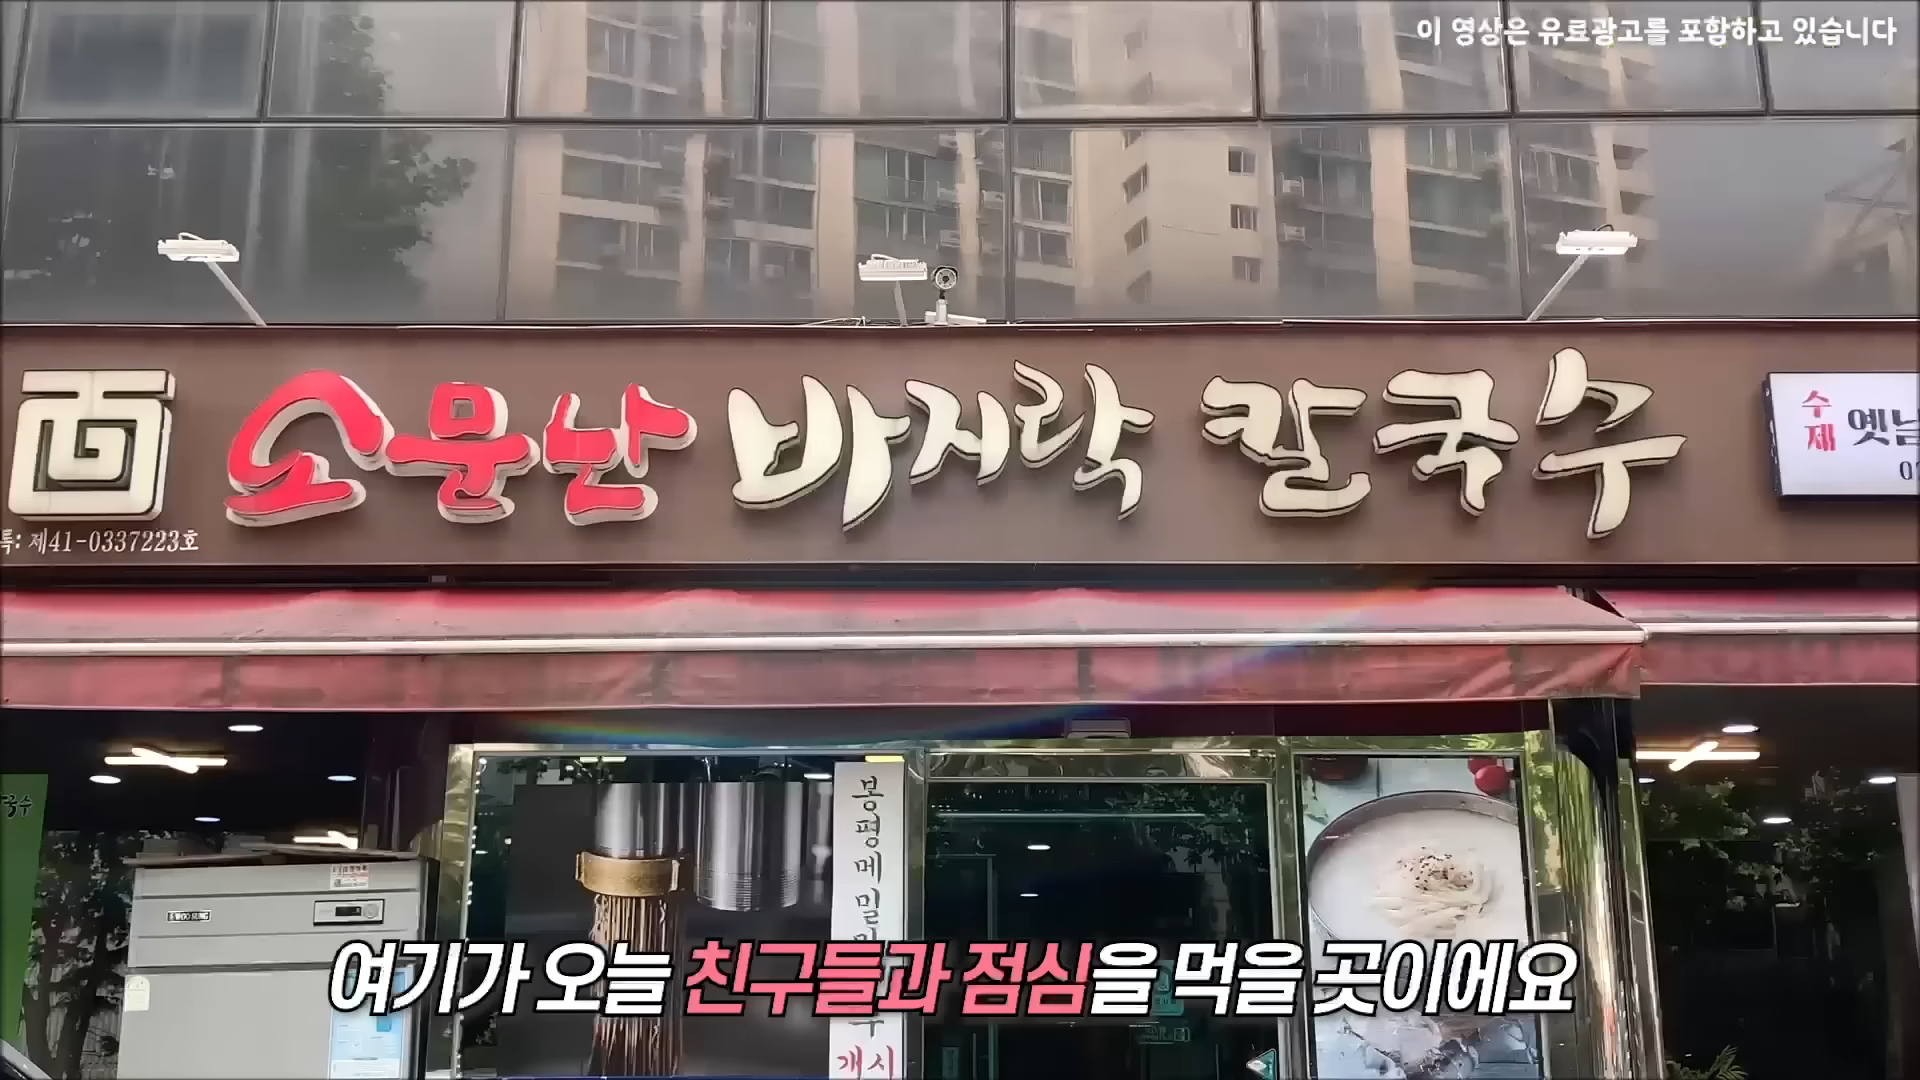 이 영상은 유료광고를 포함하고 있습니다
面 소문난 바지락 칼국수
수제
제41-0337223호
국수
봉평메밀
개시
여기가 오늘 친구들과 점심을 먹을 곳이에요